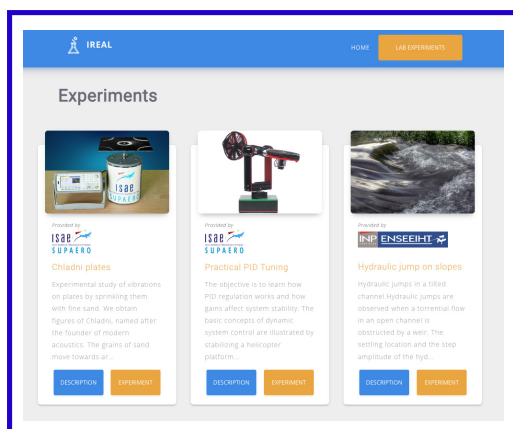 IREAL
HOME
LAB EXPERIMENTS
Experiments
isae
SUPAERO
Provided by
isae
SUPAERO
Chladni plates
Experimental study of vibrations
on plates by sprinkling them
with fine sand. We obtain
figures of Chladni, named after
the founder of modern
acoustics. The grains of sand
move towards ar...
DESCRIPTION
EXPERIMENT
Provided by
isae
SUPAERO
Practical PID Tuning
The objective is to learn how
PID regulation works and how
gains affect system stability. The
basic concepts of dynamic
system control are illustrated by
stabilizing a helicopter
platform...
DESCRIPTION
EXPERIMENT
Provided by
INP ENSEEIHT
Hydraulic jump on slopes
Hydraulic jumps in a tilted
channel.Hydraulic jumps are
observed when a torrential flow
in an open channel is
obstructed by a weir. The
settling location and the step
amplitude of the hyd...
DESCRIPTION
EXPERIMENT